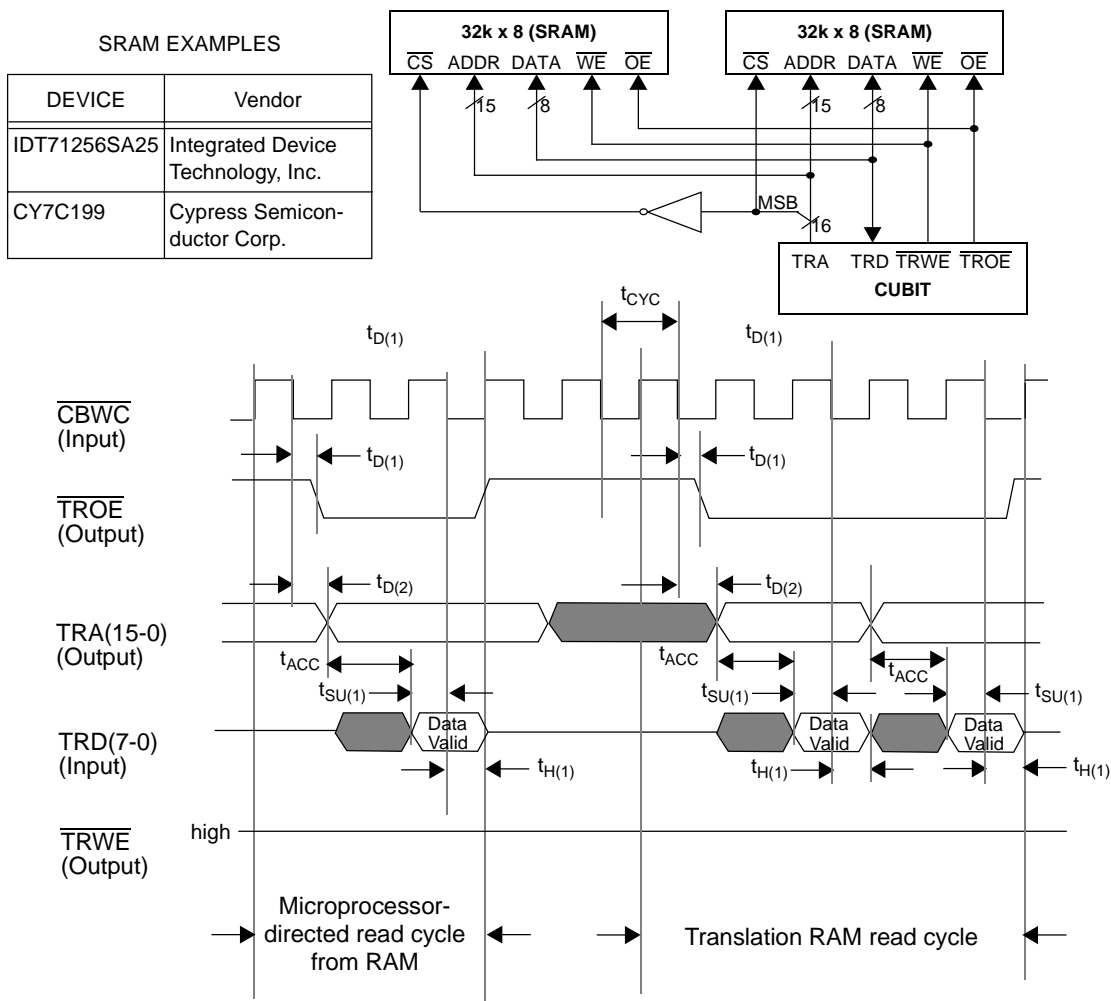 SRAM EXAMPLES
DEVICE Vendor
IDT71256SA25 Integrated Device
Technology, Inc.
CY7C199 Cypress Semicon-
ductor Corp.
32k x 8 (SRAM)
CS ADDR DATA WE OE
15 8
32k x 8 (SRAM)
CS ADDR DATA WE OE
15 8
MSB
16
TRA TRD TRWE TROE
CUBIT
tCYC
tD(1) tD(1)
CBWC
(Input)
tD(1) tD(1)
TROE
(Output)
tD(2) tD(2)
TRA(15-0)
(Output)
tACC tACC tACC
tSU(1) tSU(1) tSU(1)
TRD(7-0)
(Input)
Data
Valid
Data
Valid
Data
Valid
tH(1) tH(1) tH(1)
TRWE
(Output)
high
Microprocessor-
directed read cycle
from RAM
Translation RAM read cycle